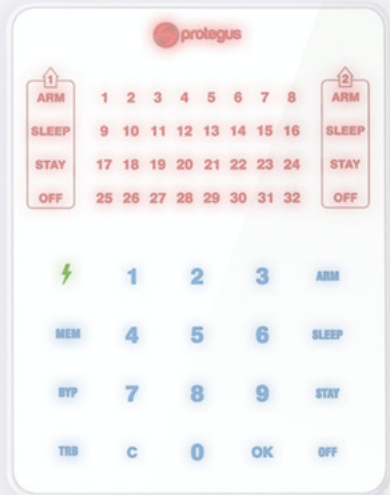 protegus
1 2
ARM 1 2 3 4 5 6 7 8 ARM
SLEEP 9 10 11 12 13 14 15 16 SLEEP
STAY 17 18 19 20 21 22 23 24 STAY
OFF 25 26 27 28 29 30 31 32 OFF
1 2 3 ARM
MEM 4 5 6 SLEEP
BYP 7 8 9 STAY
TRB C 0 OK OFF